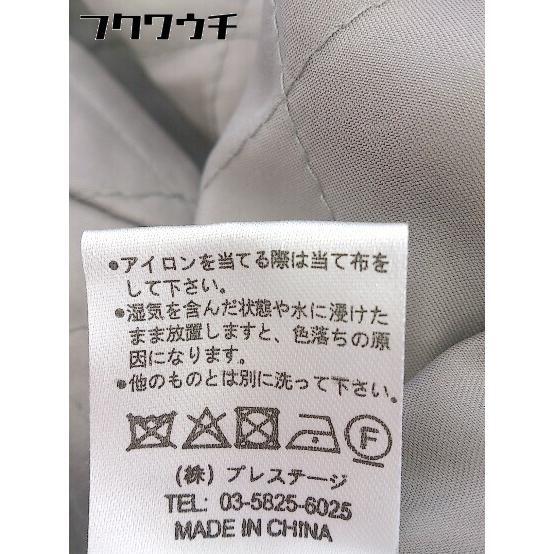 フクウウチ
●アイロンを当てる際は当て布を
して下さい。
●湿気を含んだ状態や水に浸けた
まま放置しますと、色落ちの原
因になります。
●他のものとは別に洗って下さい。
F
(株) プレステージ
TEL: 03-5825-6025
MADE IN CHINA